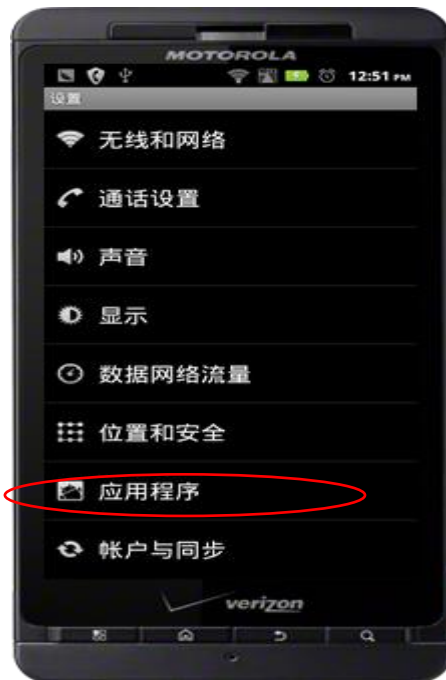 MOTOROLA
12:51 PM
设置
无线和网络
通话设置
声音
显示
数据网络流量
位置和安全
应用程序
帐户与同步
verizon